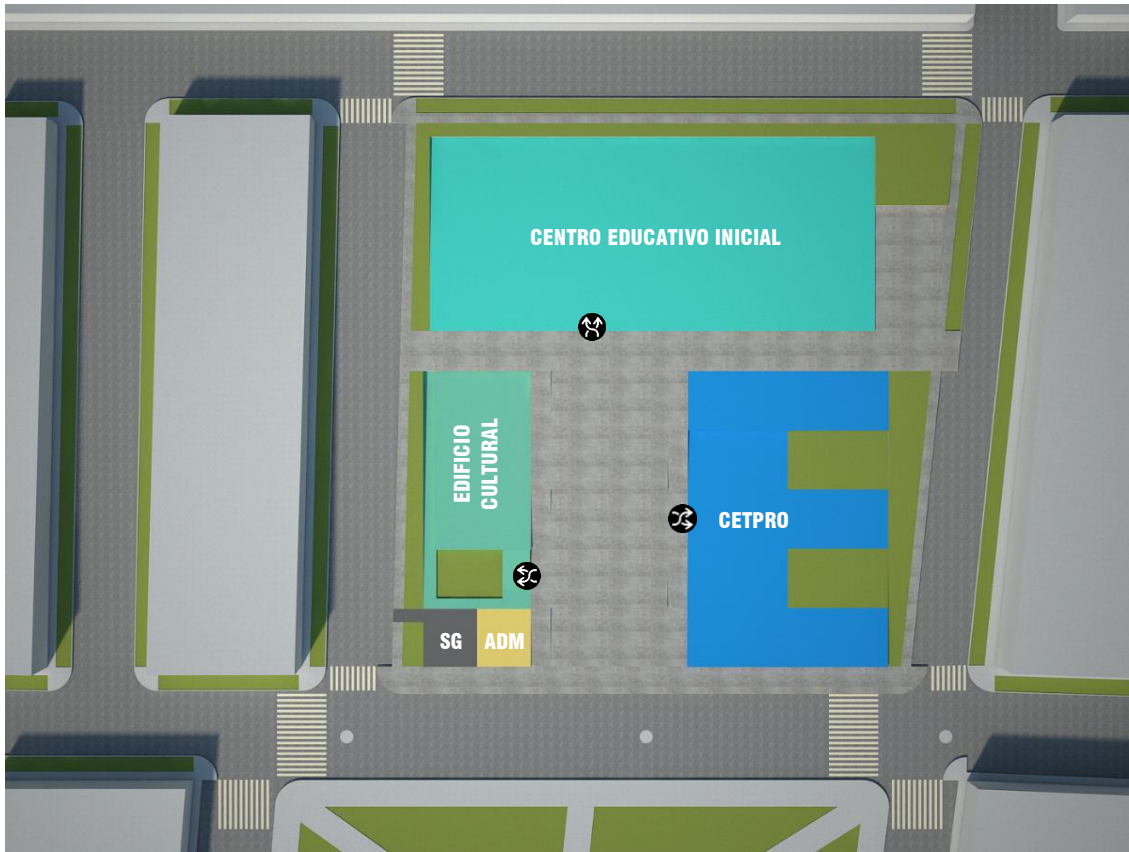 CENTRO EDUCATIVO INICIAL
EDIFICIO
CULTURAL
CETPRO
SG
ADM